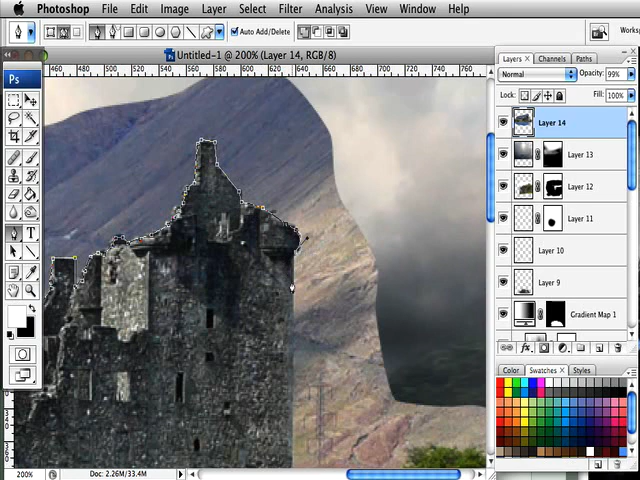 Photoshop File Edit Image Layer Select Filter Analysis View Window Help
Auto Add/Delete
Untitled-1 @ 200% (Layer 14, RGB/8)
460 480 500 520 540 560 580 600 620 640 660 680 700 720 740 760
Ps
T
Layers × Channels Paths
Normal Opacity: 99%
Lock: Fill: 100%
Layer 14
Layer 13
Layer 12
Layer 11
Layer 10
Layer 9
Gradient Map 1
fx
Color Swatches × Styles
200% Doc: 2.26M/33.4M